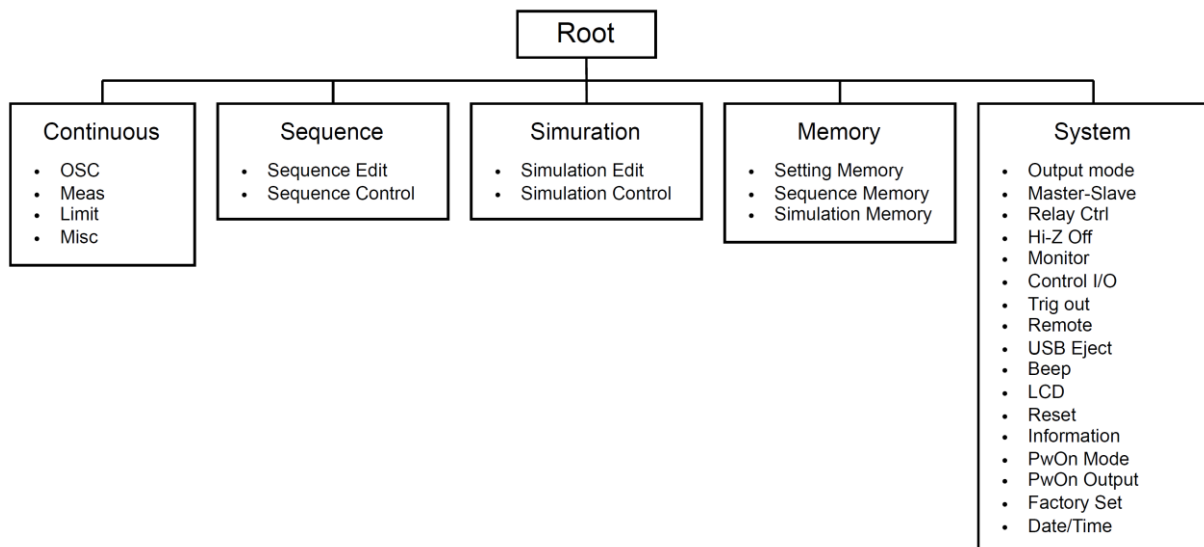 Root
Continuous
• OSC
• Meas
• Limit
• Misc
Sequence
• Sequence Edit
• Sequence Control
Simuration
• Simulation Edit
• Simulation Control
Memory
• Setting Memory
• Sequence Memory
• Simulation Memory
System
• Output mode
• Master-Slave
• Relay Ctrl
• Hi-Z Off
• Monitor
• Control I/O
• Trig out
• Remote
• USB Eject
• Beep
• LCD
• Reset
• Information
• PwOn Mode
• PwOn Output
• Factory Set
• Date/Time